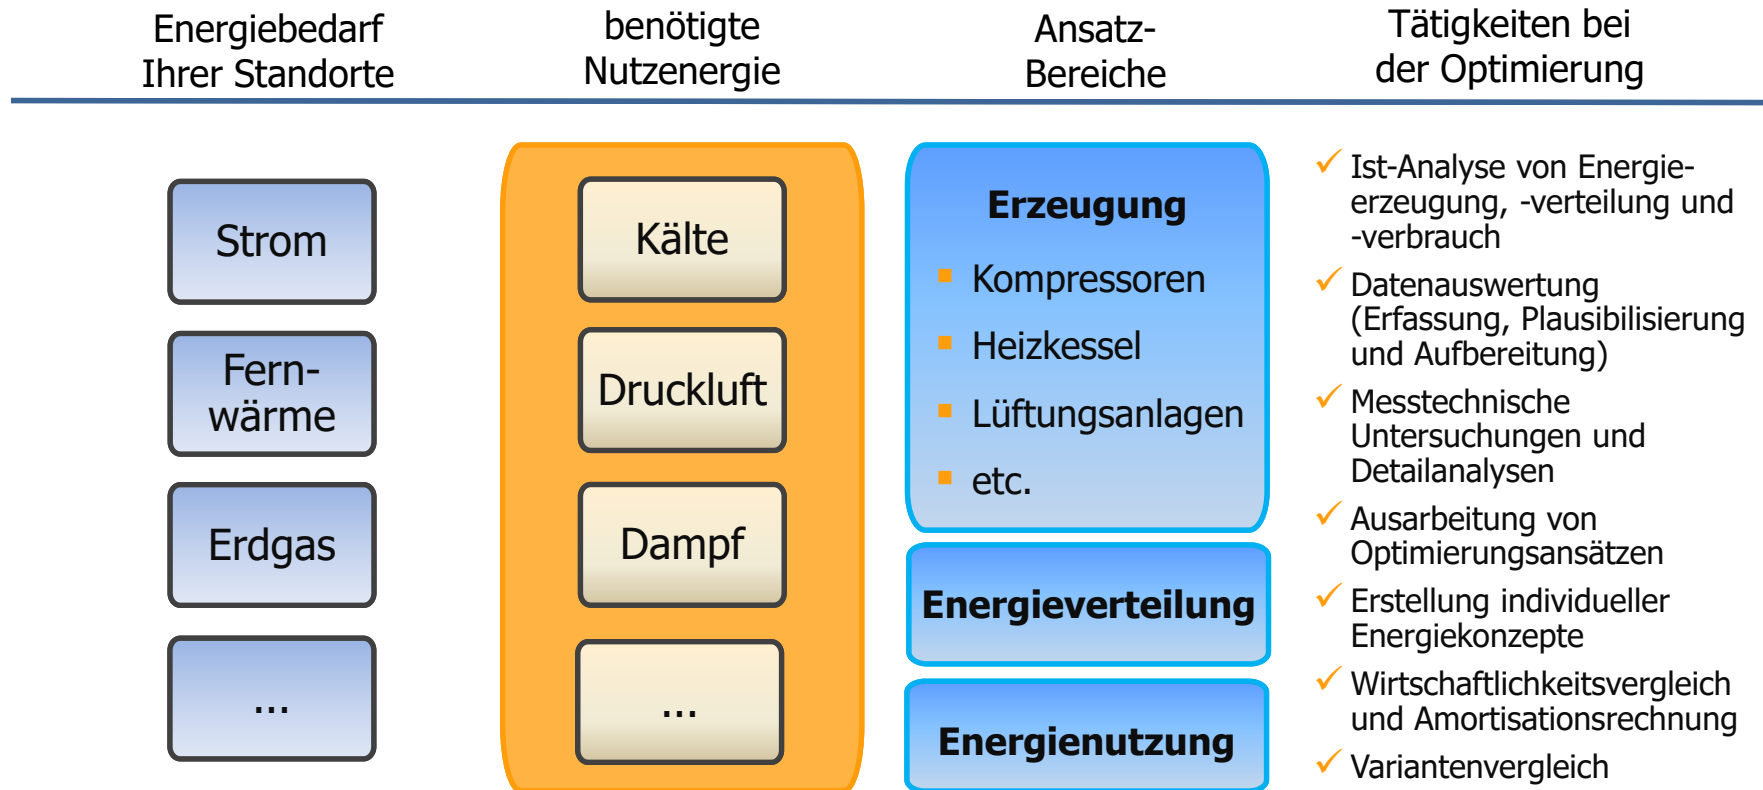 Energiebedarf
Ihrer Standorte
benötigte
Nutzenergie
Ansatz-
Bereiche
Tätigkeiten bei
der Optimierung
Strom
Fern-
wärme
Erdgas
...
Kälte
Druckluft
Dampf
...
Erzeugung
Kompressoren
Heizkessel
Lüftungsanlagen
etc.
Energieverteilung
Energienutzung
Ist-Analyse von Energie-
erzeugung, -verteilung und
-verbrauch
Datenauswertung
(Erfassung, Plausibilisierung
und Aufbereitung)
Messtechnische
Untersuchungen und
Detailanalysen
Ausarbeitung von
Optimierungsansätzen
Erstellung individueller
Energiekonzepte
Wirtschaftlichkeitsvergleich
und Amortisationsrechnung
Variantenvergleich